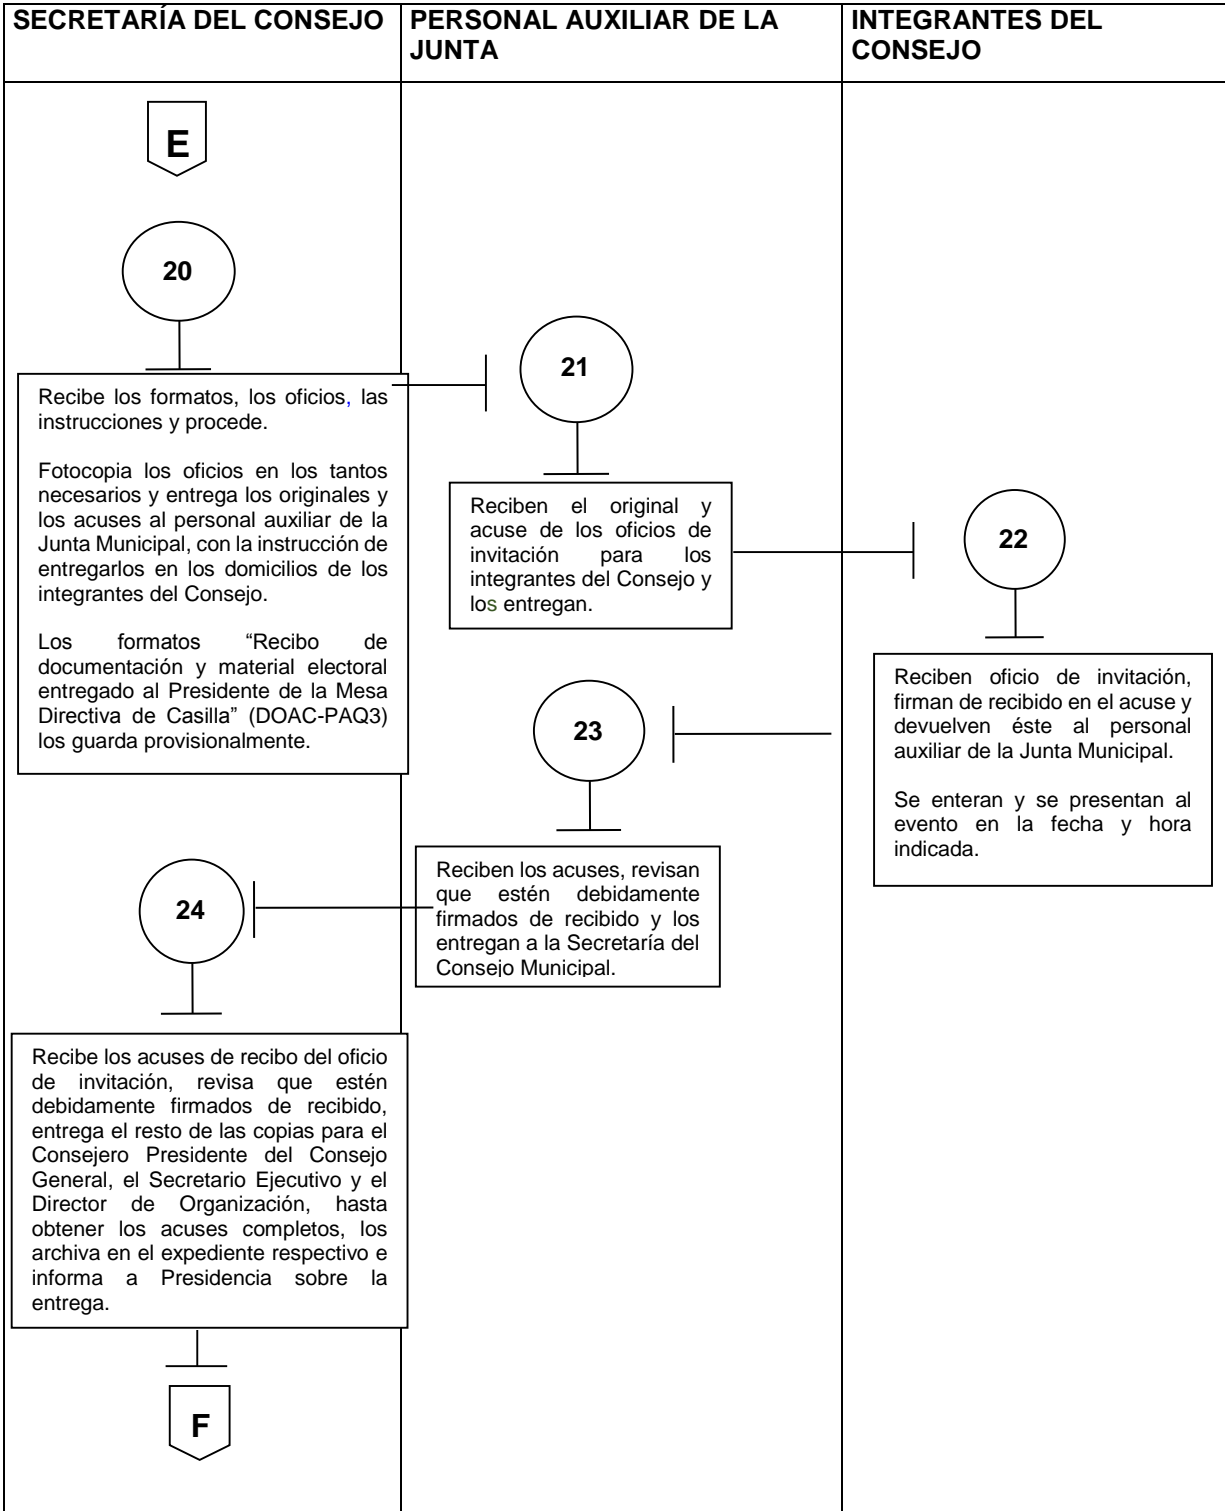 SECRETARÍA DEL CONSEJO
PERSONAL AUXILIAR DE LA
JUNTA
INTEGRANTES DEL
CONSEJO
E
20
Recibe los formatos, los oficios, las
instrucciones y procede.
Fotocopia los oficios en los tantos
necesarios y entrega los originales y
los acuses al personal auxiliar de la
Junta Municipal, con la instrucción de
entregarlos en los domicilios de los
integrantes del Consejo.
Los formatos “Recibo de
documentación y material electoral
entregado al Presidente de la Mesa
Directiva de Casilla” (DOAC-PAQ3)
los guarda provisionalmente.
21
Reciben el original y
acuse de los oficios de
invitación para los
integrantes del Consejo y
los entregan.
22
Reciben oficio de invitación,
firman de recibido en el acuse y
devuelven éste al personal
auxiliar de la Junta Municipal.
Se enteran y se presentan al
evento en la fecha y hora
indicada.
23
Reciben los acuses, revisan
que estén debidamente
firmados de recibido y los
entregan a la Secretaría del
Consejo Municipal.
24
Recibe los acuses de recibo del oficio
de invitación, revisa que estén
debidamente firmados de recibido,
entrega el resto de las copias para el
Consejero Presidente del Consejo
General, el Secretario Ejecutivo y el
Director de Organización, hasta
obtener los acuses completos, los
archiva en el expediente respectivo e
informa a Presidencia sobre la
entrega.
F